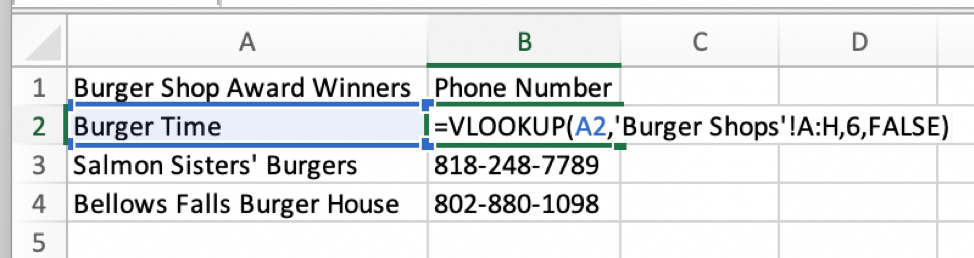 A B C D
1 Burger Shop Award Winners Phone Number
2 Burger Time =VLOOKUP(A2,'Burger Shops'!A:H,6,FALSE)
3 Salmon Sisters' Burgers 818-248-7789
4 Bellows Falls Burger House 802-880-1098
5